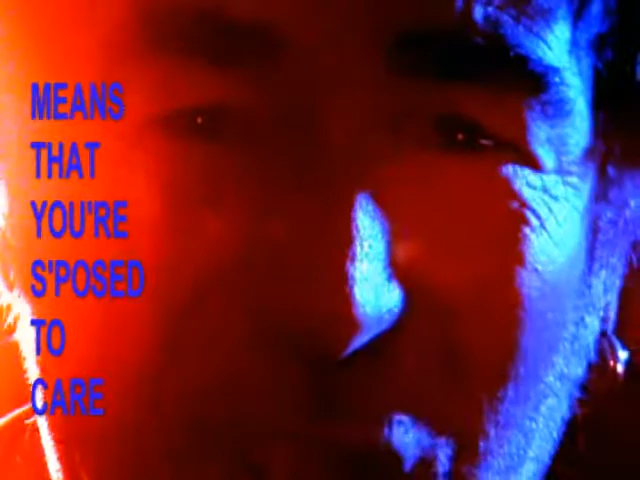 MEANS
THAT
YOU'RE
S'POSED
TO
CARE